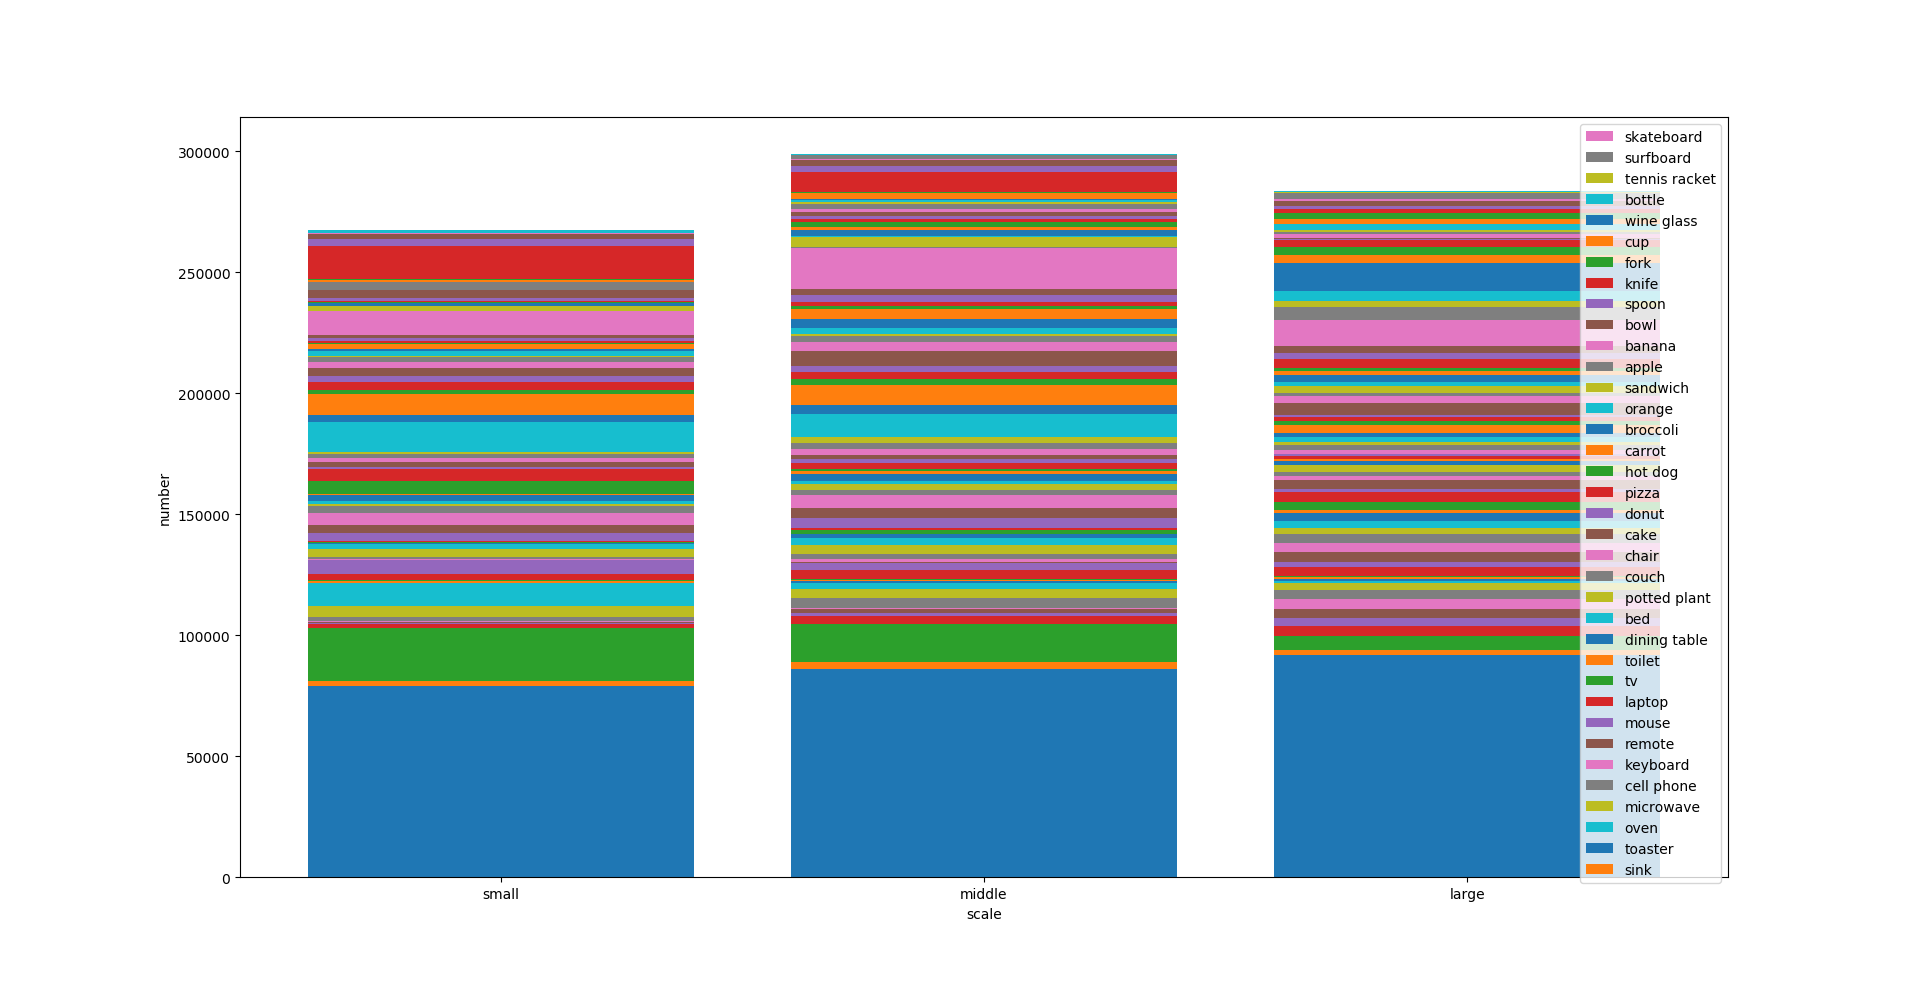 300000
250000
200000
150000
100000
50000
0
number
small
middle
large
scale
skateboard
surfboard
tennis racket
bottle
wine glass
cup
fork
knife
spoon
bowl
banana
apple
sandwich
orange
broccoli
carrot
hot dog
pizza
donut
cake
chair
couch
potted plant
bed
dining table
toilet
tv
laptop
mouse
remote
keyboard
cell phone
microwave
oven
toaster
sink